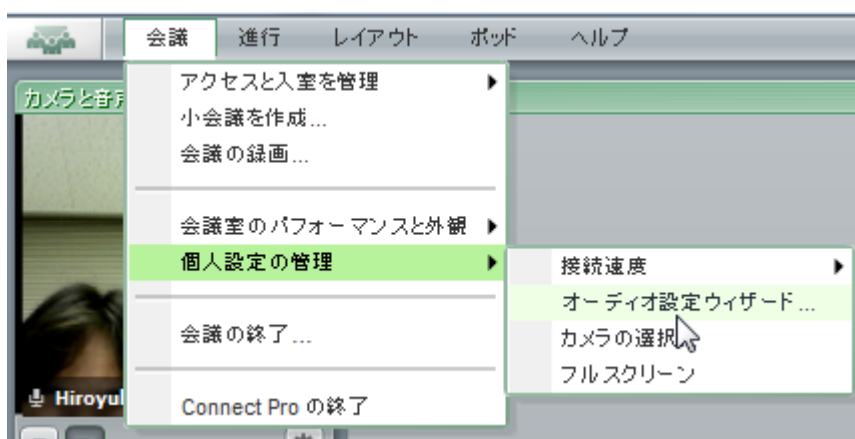 会議 進行 レイアウト ポッド ヘルプ
カメラと音声
アクセスと入室を管理
小会議を作成...
会議の録画...
会議室のパフォーマンスと外観
個人設定の管理
接続速度
オーディオ設定ウィザード...
会議の終了...
カメラの選択
フルスクリーン
Hiroyu
Connect Pro の終了